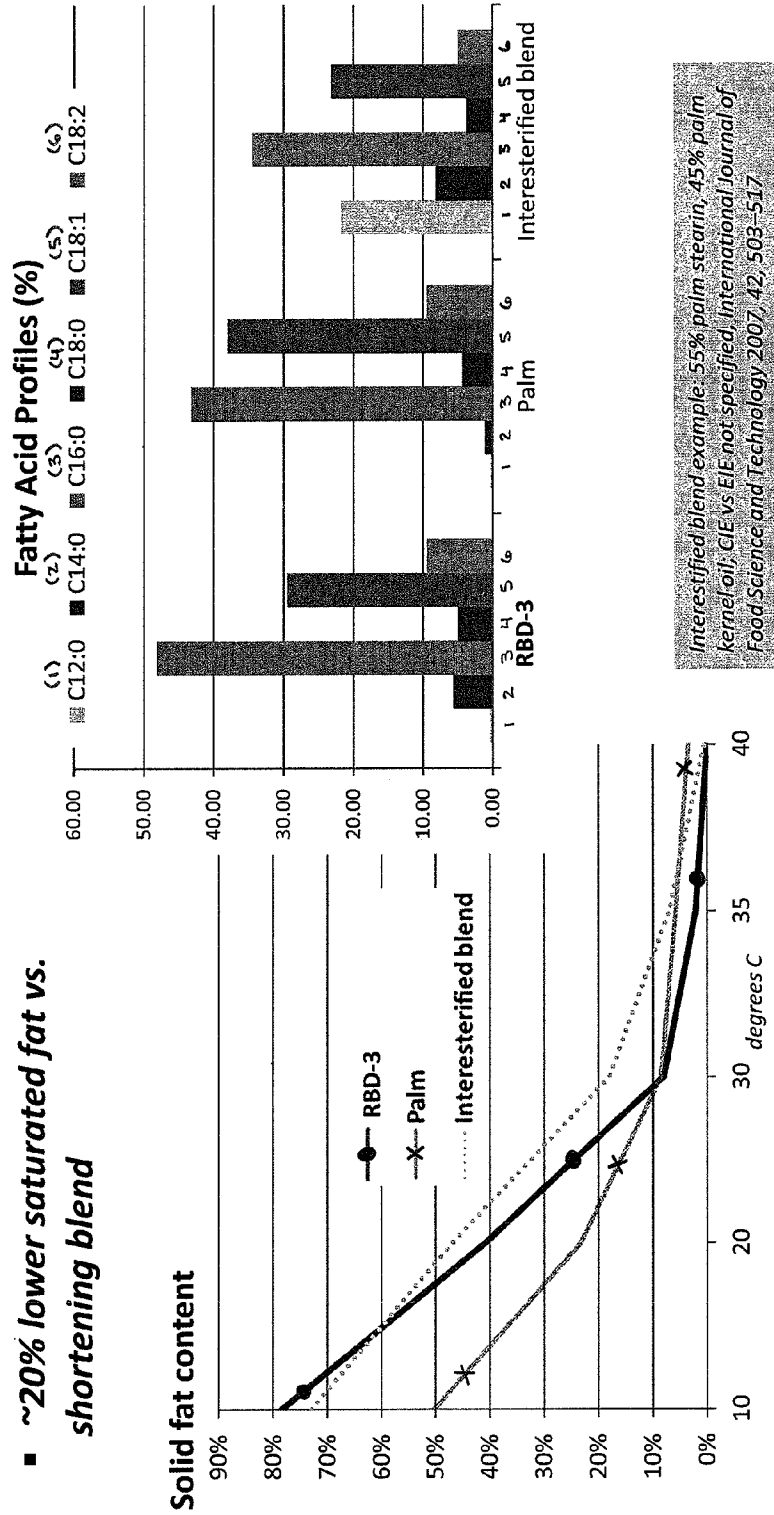 ▪ ~20% lower saturated fat vs.
shortening blend
Solid fat content
90%
80%
70%
60%
50%
40%
30%
20%
10%
0%
10
20
30
35
40
degrees C
RBD-3
Palm
Interesterified blend
Fatty Acid Profiles (%)
(1) (2) (3) (4) (5) (6)
C12:0 C14:0 C16:0 C18:0 C18:1 C18:2
60.00
50.00
40.00
30.00
20.00
10.00
0.00
1 2 3 4 5 6
RBD-3
1 2 3 4 5 6
Palm
1 2 3 4 5 6
Interesterified blend
Interestified blend example: 55% palm stearin, 45% palm
kernel oil; CIE vs EIE not specified, International Journal of
Food Science and Technology 2007, 42, 503–517